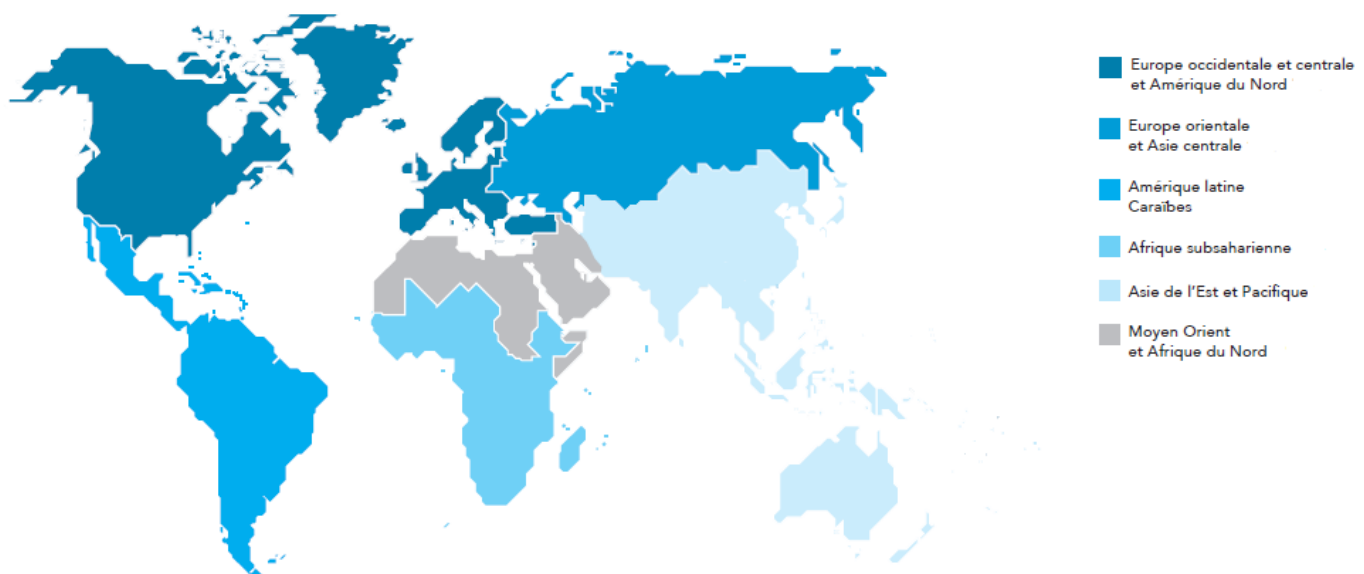 Europe occidentale et centrale
et Amérique du Nord
Europe orientale
et Asie centrale
Amérique latine
Caraïbes
Afrique subsaharienne
Asie de l'Est et Pacifique
Moyen Orient
et Afrique du Nord